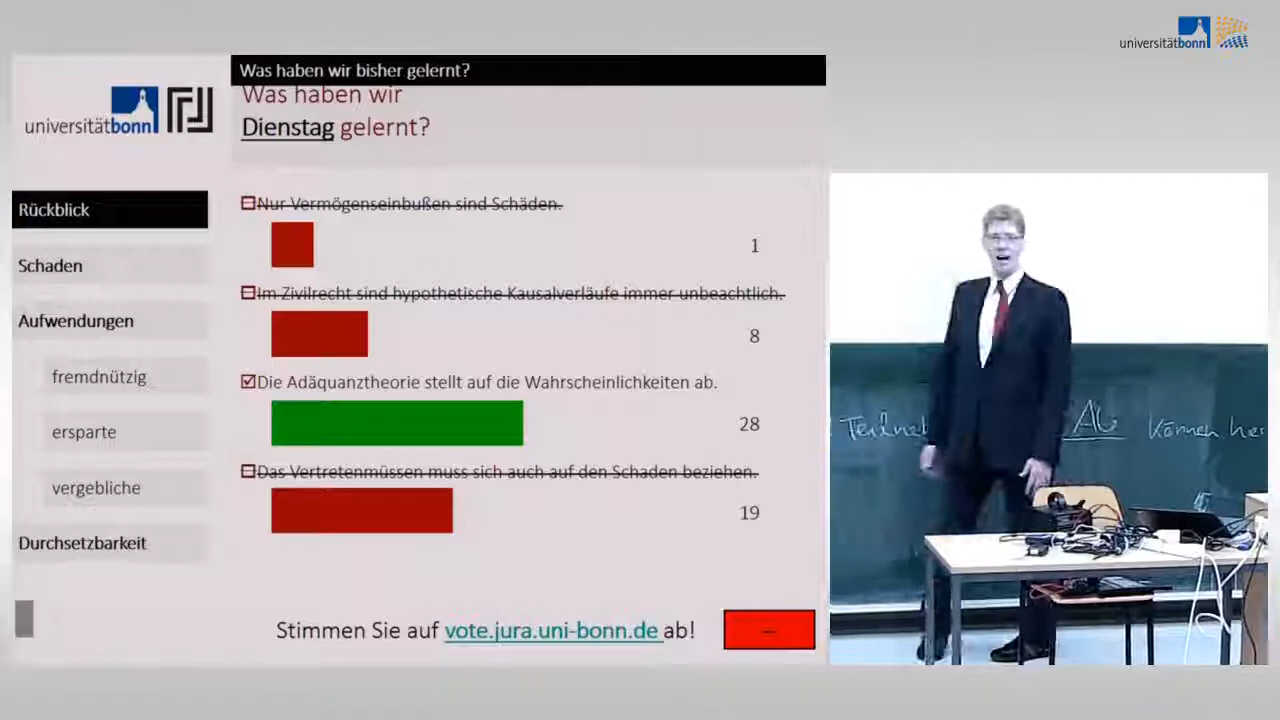 universitätbonn
Was haben wir bisher gelernt?
Was haben wir
Dienstag gelernt?
universitätbonn
Rückblick
Schaden
Aufwendungen
fremdnützig
ersparte
vergebliche
Durchsetzbarkeit
Nur Vermögenseinbußen sind Schäden.
1
Im Zivilrecht sind hypothetische Kausalverläufe immer unbeachtlich.
8
Die Adäquanztheorie stellt auf die Wahrscheinlichkeiten ab.
28
Das Vertretenmüssen muss sich auch auf den Schaden beziehen.
19
Stimmen Sie auf vote.jura.uni-bonn.de ab!
können